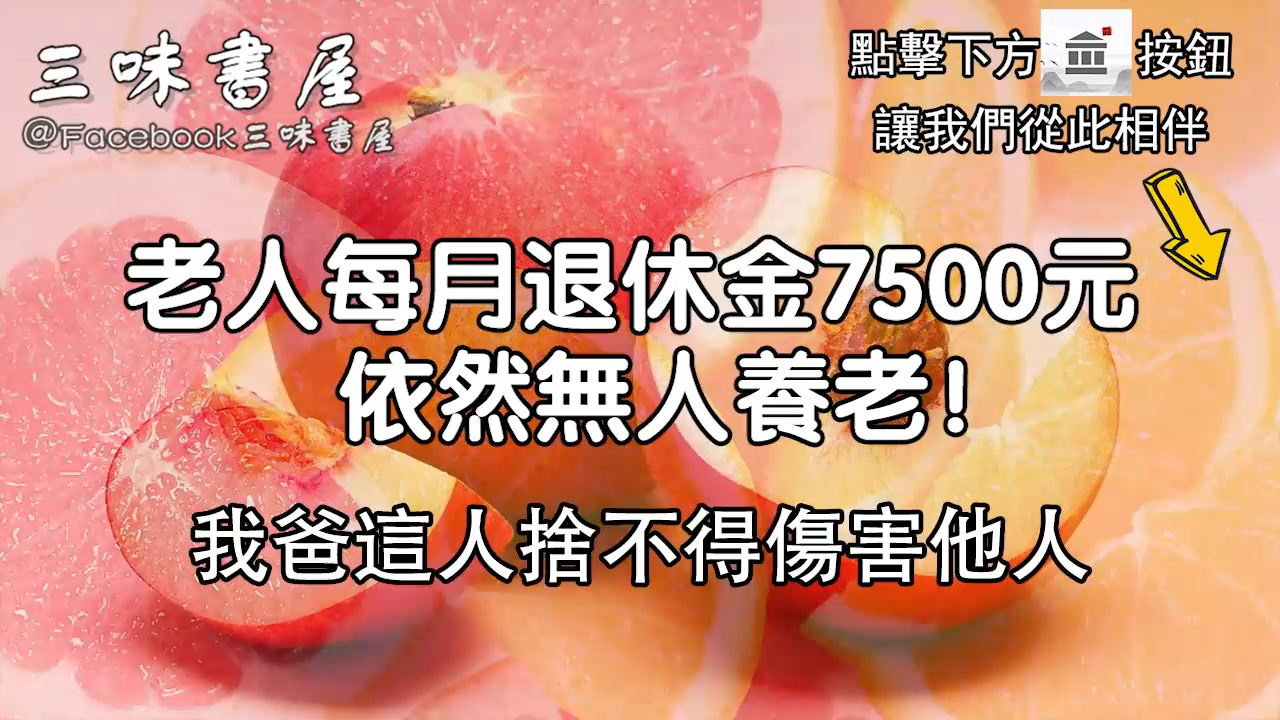 三味書屋
@Facebook三味書屋
點擊下方 按鈕
讓我們從此相伴
老人每月退休金7500元
依然無人養老!
我爸這人捨不得傷害他人